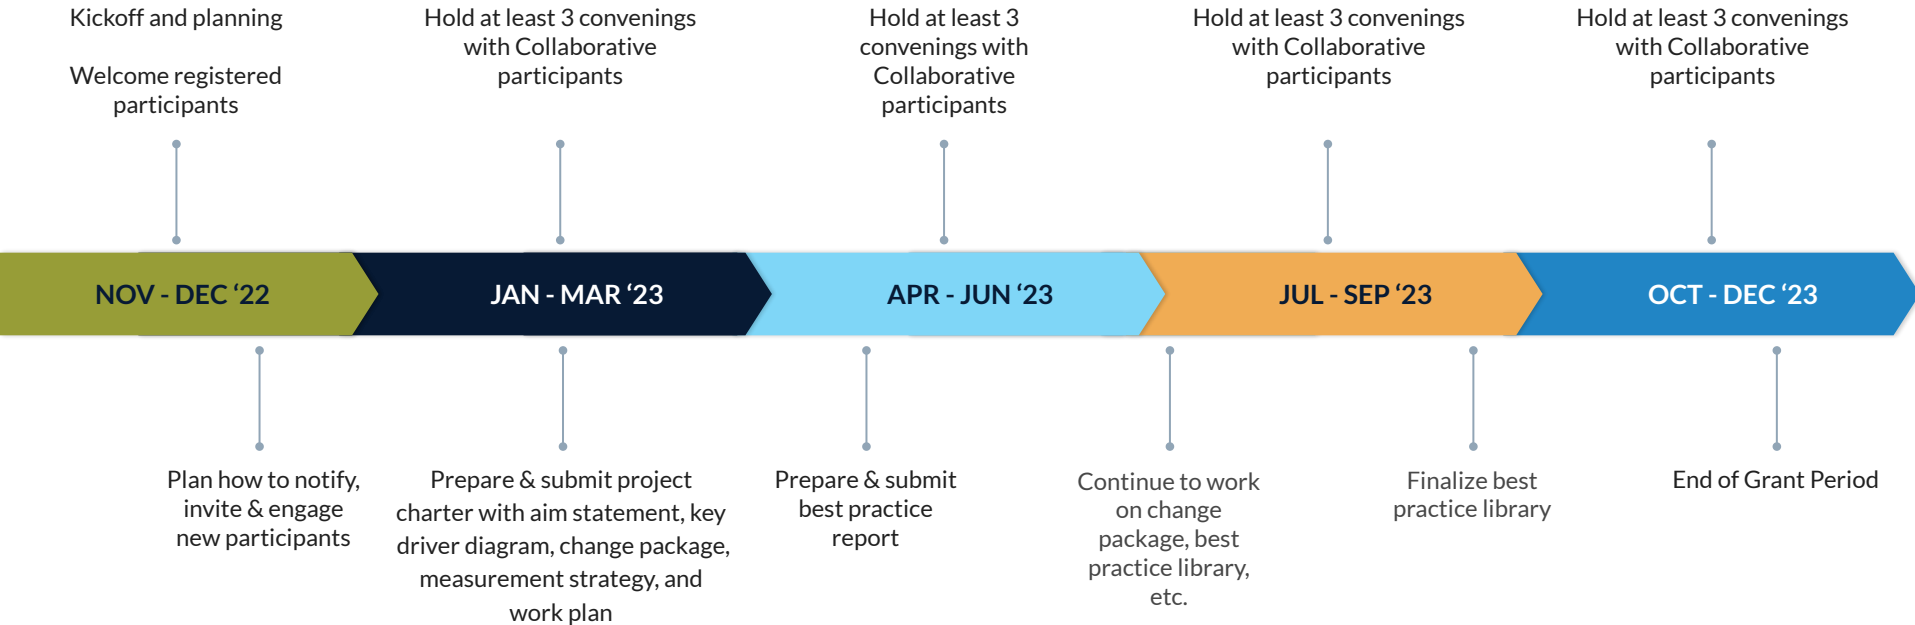 Kickoff and planning
Welcome registered
participants
Hold at least 3 convenings
with Collaborative
participants
Hold at least 3
convenings with
Collaborative
participants
Hold at least 3 convenings
with Collaborative
participants
Hold at least 3 convenings
with Collaborative
participants
NOV - DEC ‘22
JAN - MAR ‘23
APR - JUN ‘23
JUL - SEP ‘23
OCT - DEC ‘23
Plan how to notify,
invite & engage
new participants
Prepare & submit project
charter with aim statement, key
driver diagram, change package,
measurement strategy, and
work plan
Prepare & submit
best practice
report
Continue to work
on change
package, best
practice library,
etc.
Finalize best
practice library
End of Grant Period